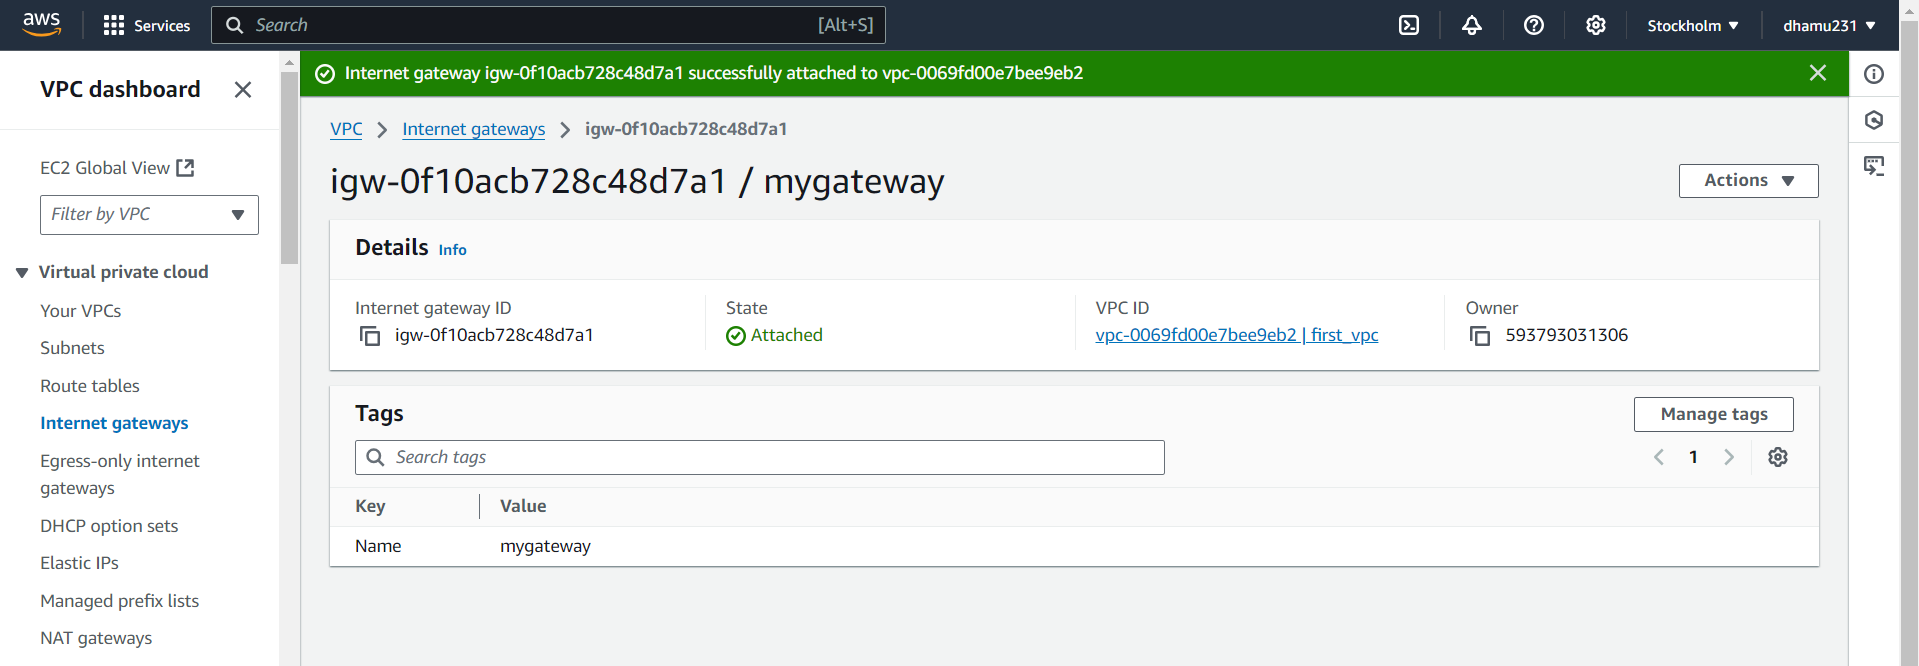 aws
Services
Search
[Alt+S]
Stockholm
dhamu231
VPC dashboard
EC2 Global View
Filter by VPC
Virtual private cloud
Your VPCs
Subnets
Route tables
Internet gateways
Egress-only internet
gateways
DHCP option sets
Elastic IPs
Managed prefix lists
NAT gateways
Internet gateway igw-0f10acb728c48d7a1 successfully attached to vpc-0069fd00e7bee9eb2
VPC
Internet gateways
igw-0f10acb728c48d7a1
igw-0f10acb728c48d7a1 / mygateway
Actions
Details Info
Internet gateway ID
igw-0f10acb728c48d7a1
State
Attached
VPC ID
vpc-0069fd00e7bee9eb2 | first_vpc
Owner
593793031306
Tags
Manage tags
Search tags
1
Key
Value
Name
mygateway